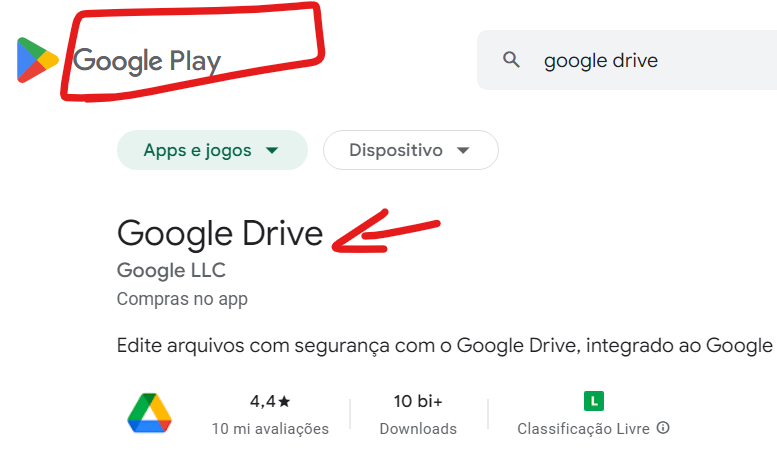 Google Play
google drive
Apps e jogos
Dispositivo
Google Drive
Google LLC
Compras no app
Edite arquivos com segurança com o Google Drive, integrado ao Google
4,4★
10 bi+
L
10 mi avaliações
Downloads
Classificação Livre